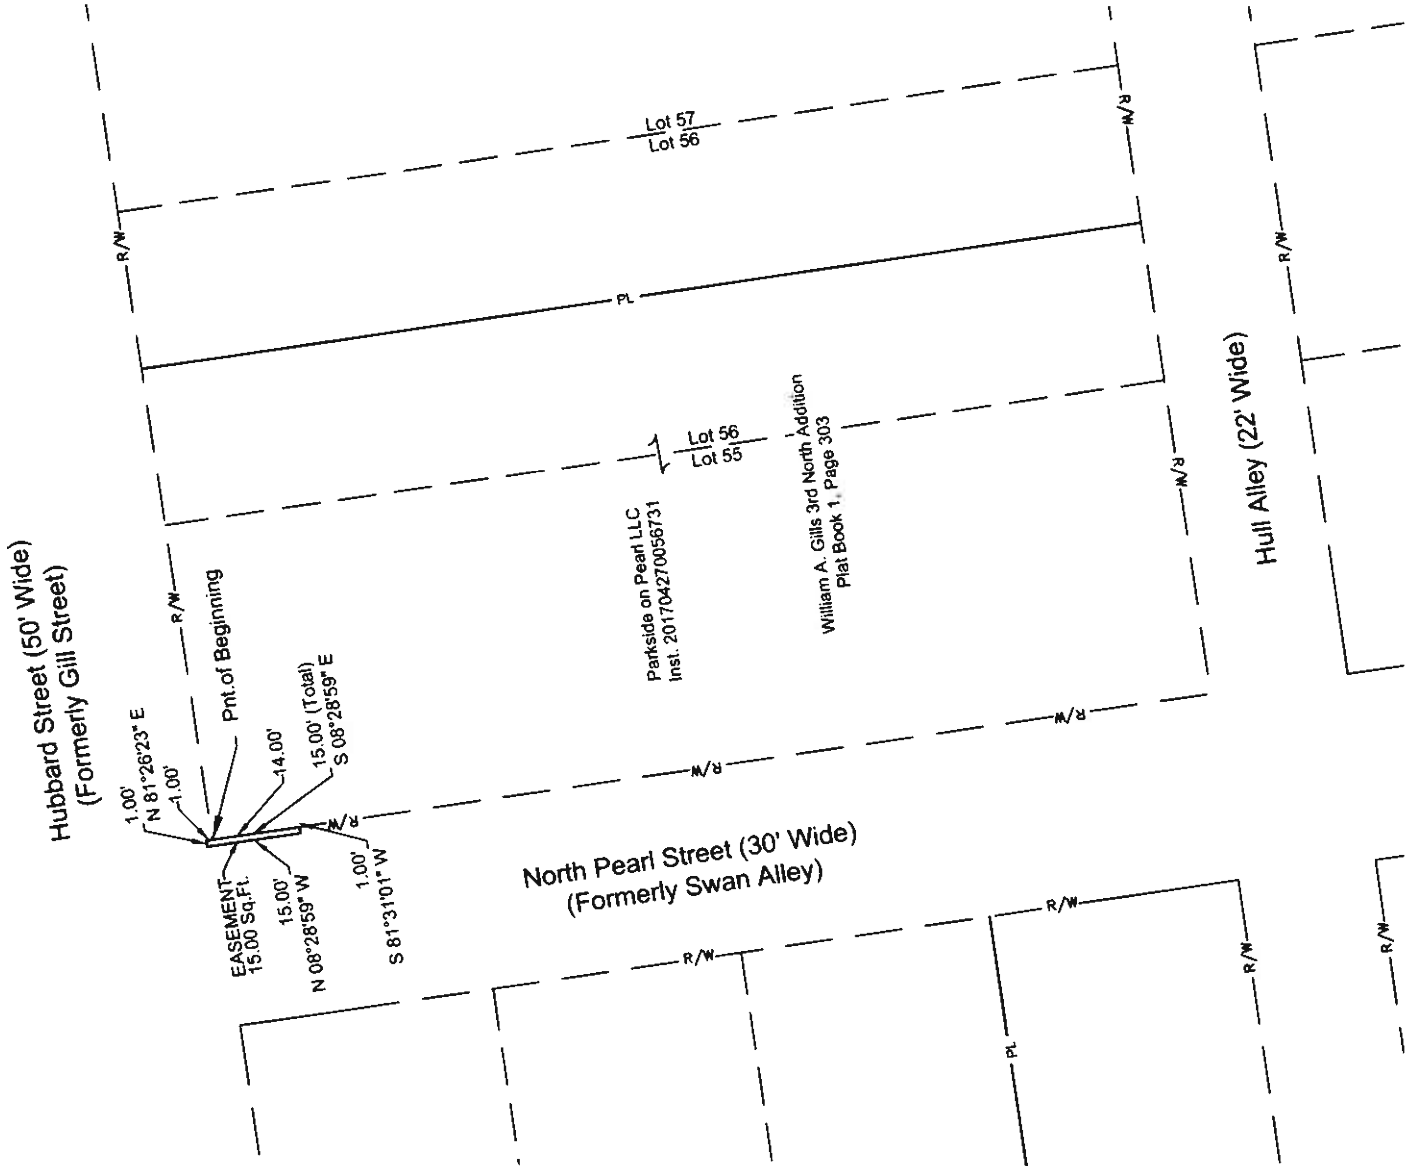 Lot 57
Lot 56
R/W
R/W
R/W
PL
Hubbard Street (50' Wide)
(Formerly Gill Street)
Lot 56
Lot 55
Hull Alley (22' Wide)
R/W
R/W
Parkside on Pearl LLC
Inst. 201704270056731
William A. Gills 3rd North Addition
Plat Book 1, Page 303
Pnt.of Beginning
1.00'
N 81°26'23" E
1.00'
14.00'
15.00' (Total)
S 08°28'59" E
R/W
R/W
R/W
EASEMENT
15.00 Sq.Ft.
15.00'
N 08°28'59" W
1.00'
S 81°31'01" W
North Pearl Street (30' Wide)
(Formerly Swan Alley)
R/W
R/W
R/W
R/W
PL